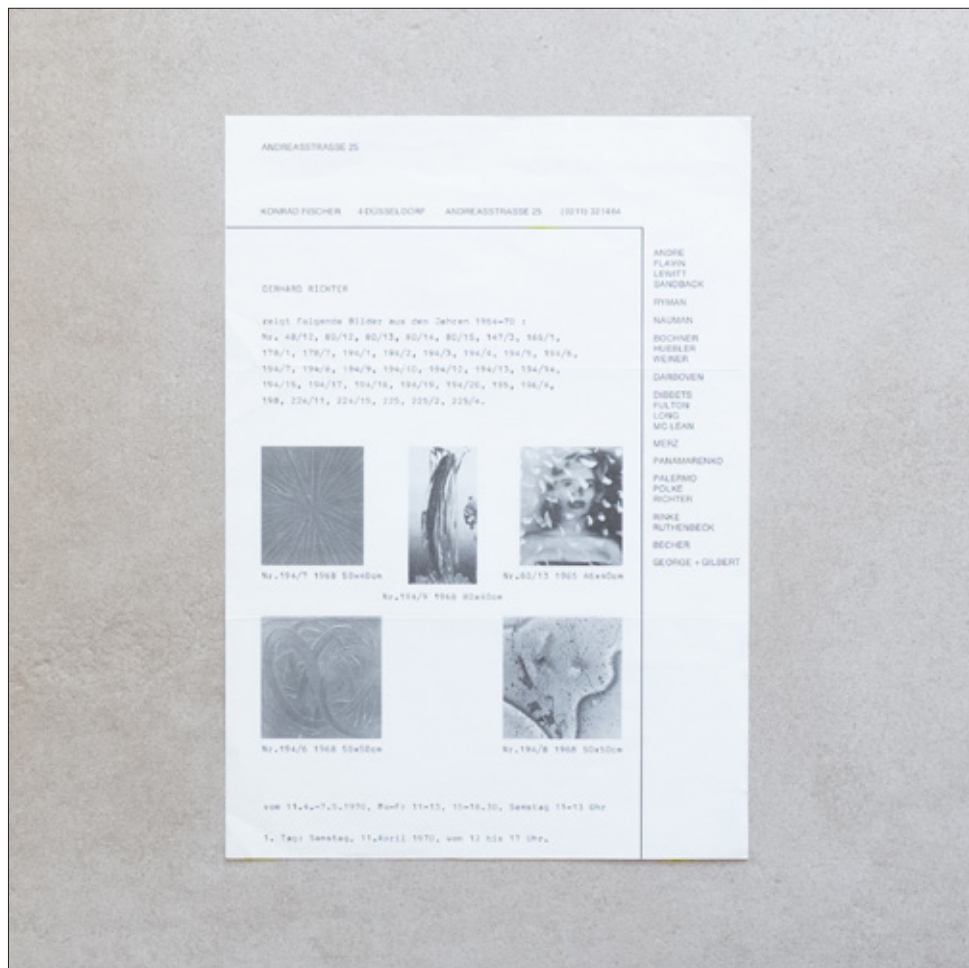 ANDREASSTRASSE 25
KONRAD FISCHER 4 DÜSSELDORF ANDREASSTRASSE 25 (0211) 321464
GERHARD RICHTER
zeigt folgende Bilder aus den Jahren 1964-70 :
Nr. 48/12, 80/12, 80/13, 80/14, 80/15, 147/3,
178/1, 178/7, 194/1, 194/2, 194/3, 194/4, 194/5, 194/6,
194/7, 194/8, 194/9, 194/10, 194/12, 194/13, 194/14,
194/15, 194/17, 194/18, 194/19, 194/20, 195, 196/4,
198, 224/11, 224/15, 225, 225/2, 225/4.
Nr.194/7 1968 50x40cm
Nr.194/9 1968 80x40cm
Nr.80/13 1965 46x40cm
Nr.194/6 1968 50x50cm
Nr.194/8 1968 50x50cm
vom 11.4.-7.5.1970, Mo-Fr 11-13, 15-18.30, Samstag 11-13 Uhr
1. Tag: Samstag, 11.April 1970, von 12 bis 17 Uhr.
ANDRE
FLAVIN
LEWITT
SANDBACK
RYMAN
NAUMAN
BOCHNER
HUEBLER
WEINER
DARBOVEN
DIBBETS
FULTON
LONG
MC LEAN
MERZ
PANAMARENKO
PALERMO
POLKE
RICHTER
RINKE
RUTHENBECK
BECHER
GEORGE + GILBERT